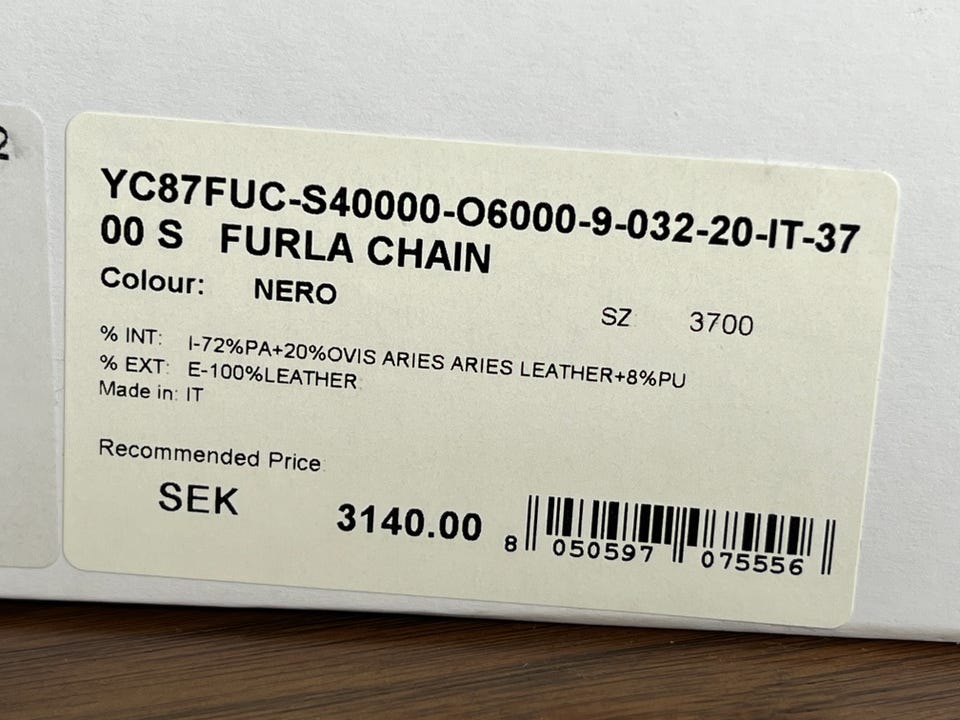 2
YC87FUC-S40000-O6000-9-032-20-IT-37
00 S FURLA CHAIN
Colour: NERO
SZ 3700
% INT: I-72%PA+20%OVIS ARIES ARIES LEATHER+8%PU
% EXT: E-100%LEATHER
Made in: IT
Recommended Price:
SEK 3140.00
8 050597 075556